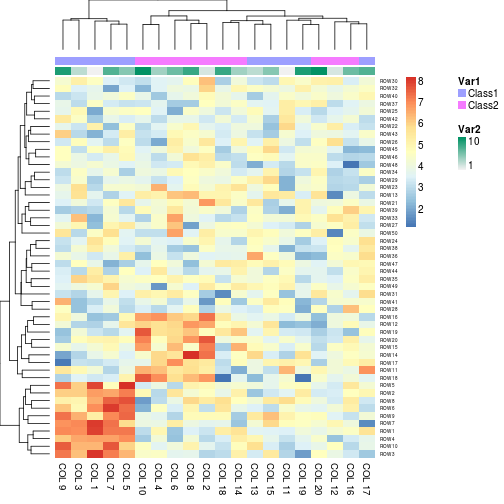 ROW30
ROW32
ROW40
ROW37
ROW25
ROW42
ROW22
ROW43
ROW26
ROW45
ROW46
ROW48
ROW34
ROW29
ROW23
ROW13
ROW21
ROW39
ROW33
ROW27
ROW50
ROW24
ROW38
ROW36
ROW47
ROW44
ROW35
ROW49
ROW31
ROW41
ROW28
ROW16
ROW12
ROW19
ROW20
ROW15
ROW14
ROW17
ROW11
ROW18
ROW5
ROW2
ROW8
ROW6
ROW9
ROW7
ROW1
ROW4
ROW10
ROW3
COL 9
COL 3
COL 1
COL 7
COL 5
COL 10
COL 4
COL 6
COL 8
COL 2
COL 18
COL 14
COL 13
COL 15
COL 11
COL 19
COL 20
COL 12
COL 16
COL 17
8
7
6
5
4
3
2
Var1
Class1
Class2
Var2
10
1